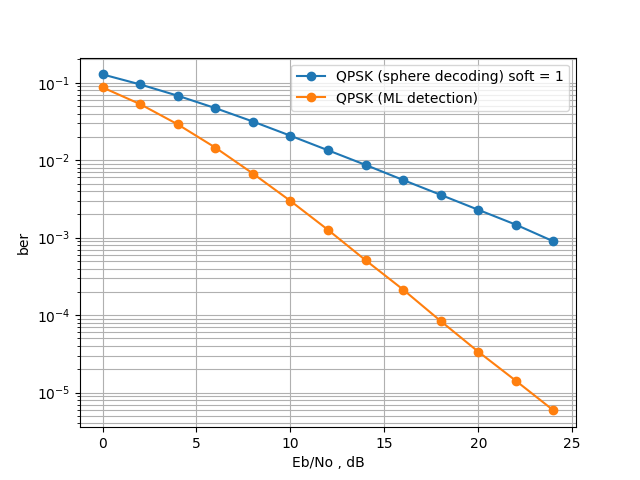 QPSK (sphere decoding) soft = 1
QPSK (ML detection)
ber
10⁻¹
10⁻²
10⁻³
10⁻⁴
10⁻⁵
0 5 10 15 20 25
Eb/No , dB